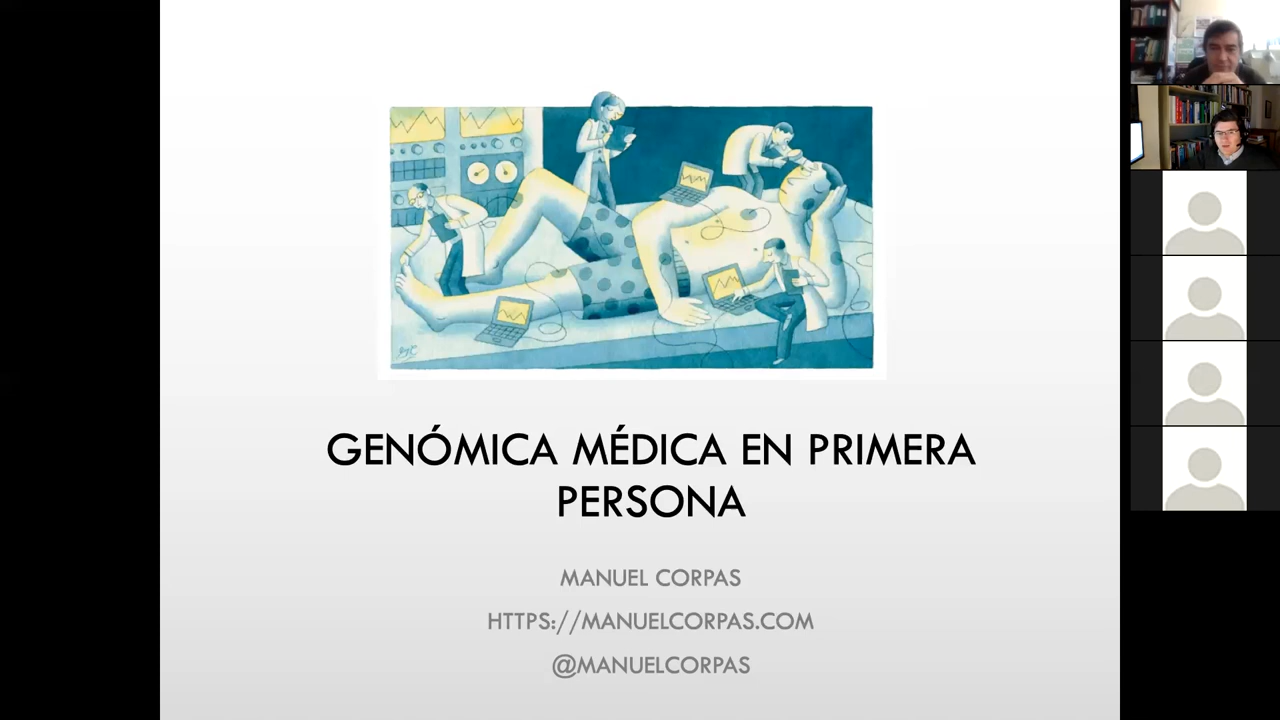 GENÓMICA MÉDICA EN PRIMERA
PERSONA
MANUEL CORPAS
HTTPS://MANUELCORPAS.COM
@MANUELCORPAS